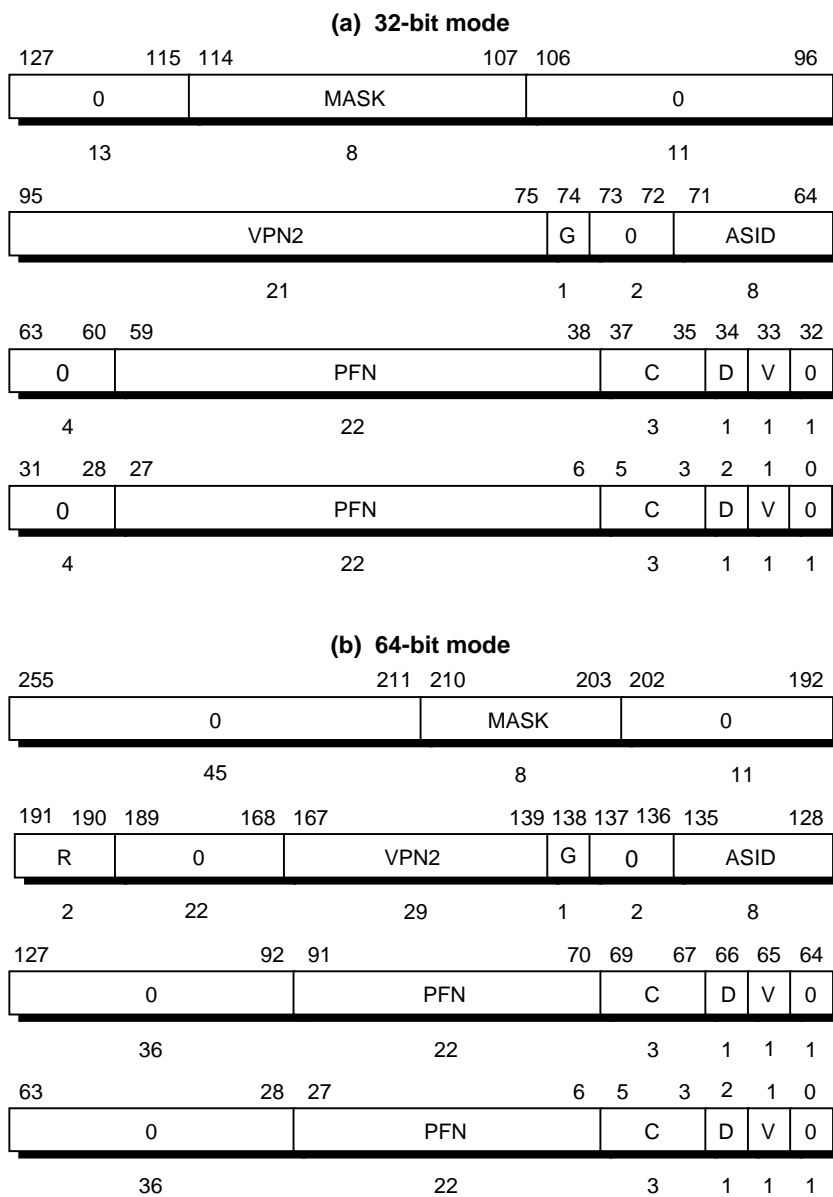 (a) 32-bit mode
127 115 114 107 106 96
0 MASK 0
13 8 11
95 75 74 73 72 71 64
VPN2 G 0 ASID
21 1 2 8
63 60 59 38 37 35 34 33 32
0 PFN C D V 0
4 22 3 1 1 1
31 28 27 6 5 3 2 1 0
0 PFN C D V 0
4 22 3 1 1 1
(b) 64-bit mode
255 211 210 203 202 192
0 MASK 0
45 8 11
191 190 189 168 167 139 138 137 136 135 128
R 0 VPN2 G 0 ASID
2 22 29 1 2 8
127 92 91 70 69 67 66 65 64
0 PFN C D V 0
36 22 3 1 1 1
63 28 27 6 5 3 2 1 0
0 PFN C D V 0
36 22 3 1 1 1